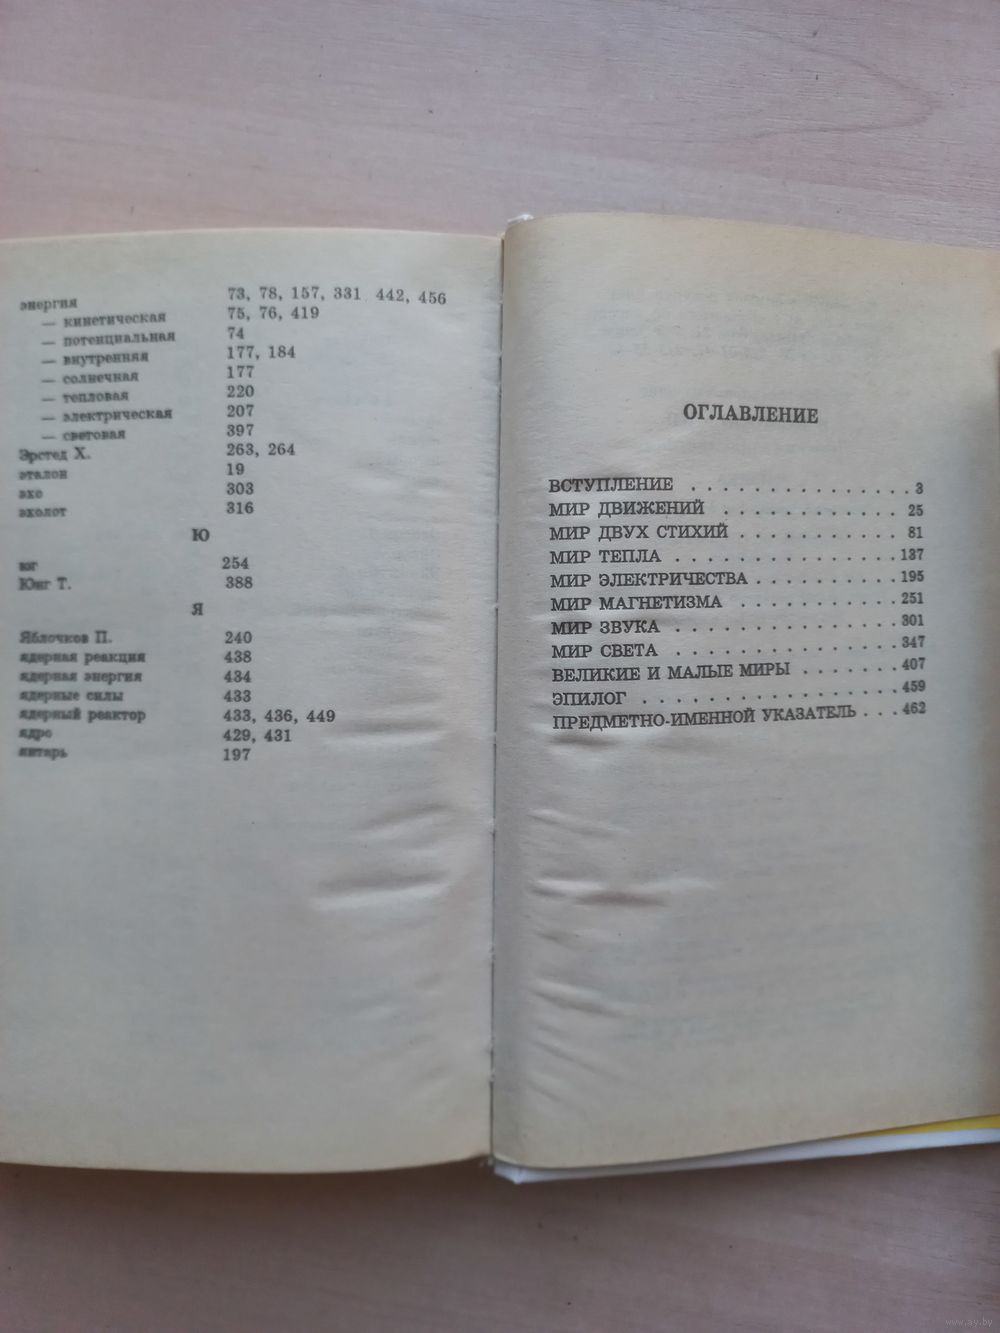 энергия 73, 78, 157, 331 442, 456
— кинетическая 75, 76, 419
— потенциальная 74
— внутренняя 177, 184
— солнечная 177
— тепловая 220
— электрическая 207
— световая 397
Эрстед Х. 263, 264
эталон 19
эхо 303
эхолот 316
Ю
юг 254
Юнг Т. 388
Я
Яблочков П. 240
ядерная реакция 438
ядерная энергия 434
ядерные силы 433
ядерный реактор 433, 436, 449
ядро 429, 431
янтарь 197
ОГЛАВЛЕНИЕ
ВСТУПЛЕНИЕ . . . . . . . . . . . . . . . 3
МИР ДВИЖЕНИЙ . . . . . . . . . . . . 25
МИР ДВУХ СТИХИЙ . . . . . . . . . . . 81
МИР ТЕПЛА . . . . . . . . . . . . . . 137
МИР ЭЛЕКТРИЧЕСТВА . . . . . . . . . . 195
МИР МАГНЕТИЗМА . . . . . . . . . . . 251
МИР ЗВУКА . . . . . . . . . . . . . . 301
МИР СВЕТА . . . . . . . . . . . . . . 347
ВЕЛИКИЕ И МАЛЫЕ МИРЫ . . . . . . . 407
ЭПИЛОГ . . . . . . . . . . . . . . . . 459
ПРЕДМЕТНО-ИМЕННОЙ УКАЗАТЕЛЬ . . . 462
www.ay.by